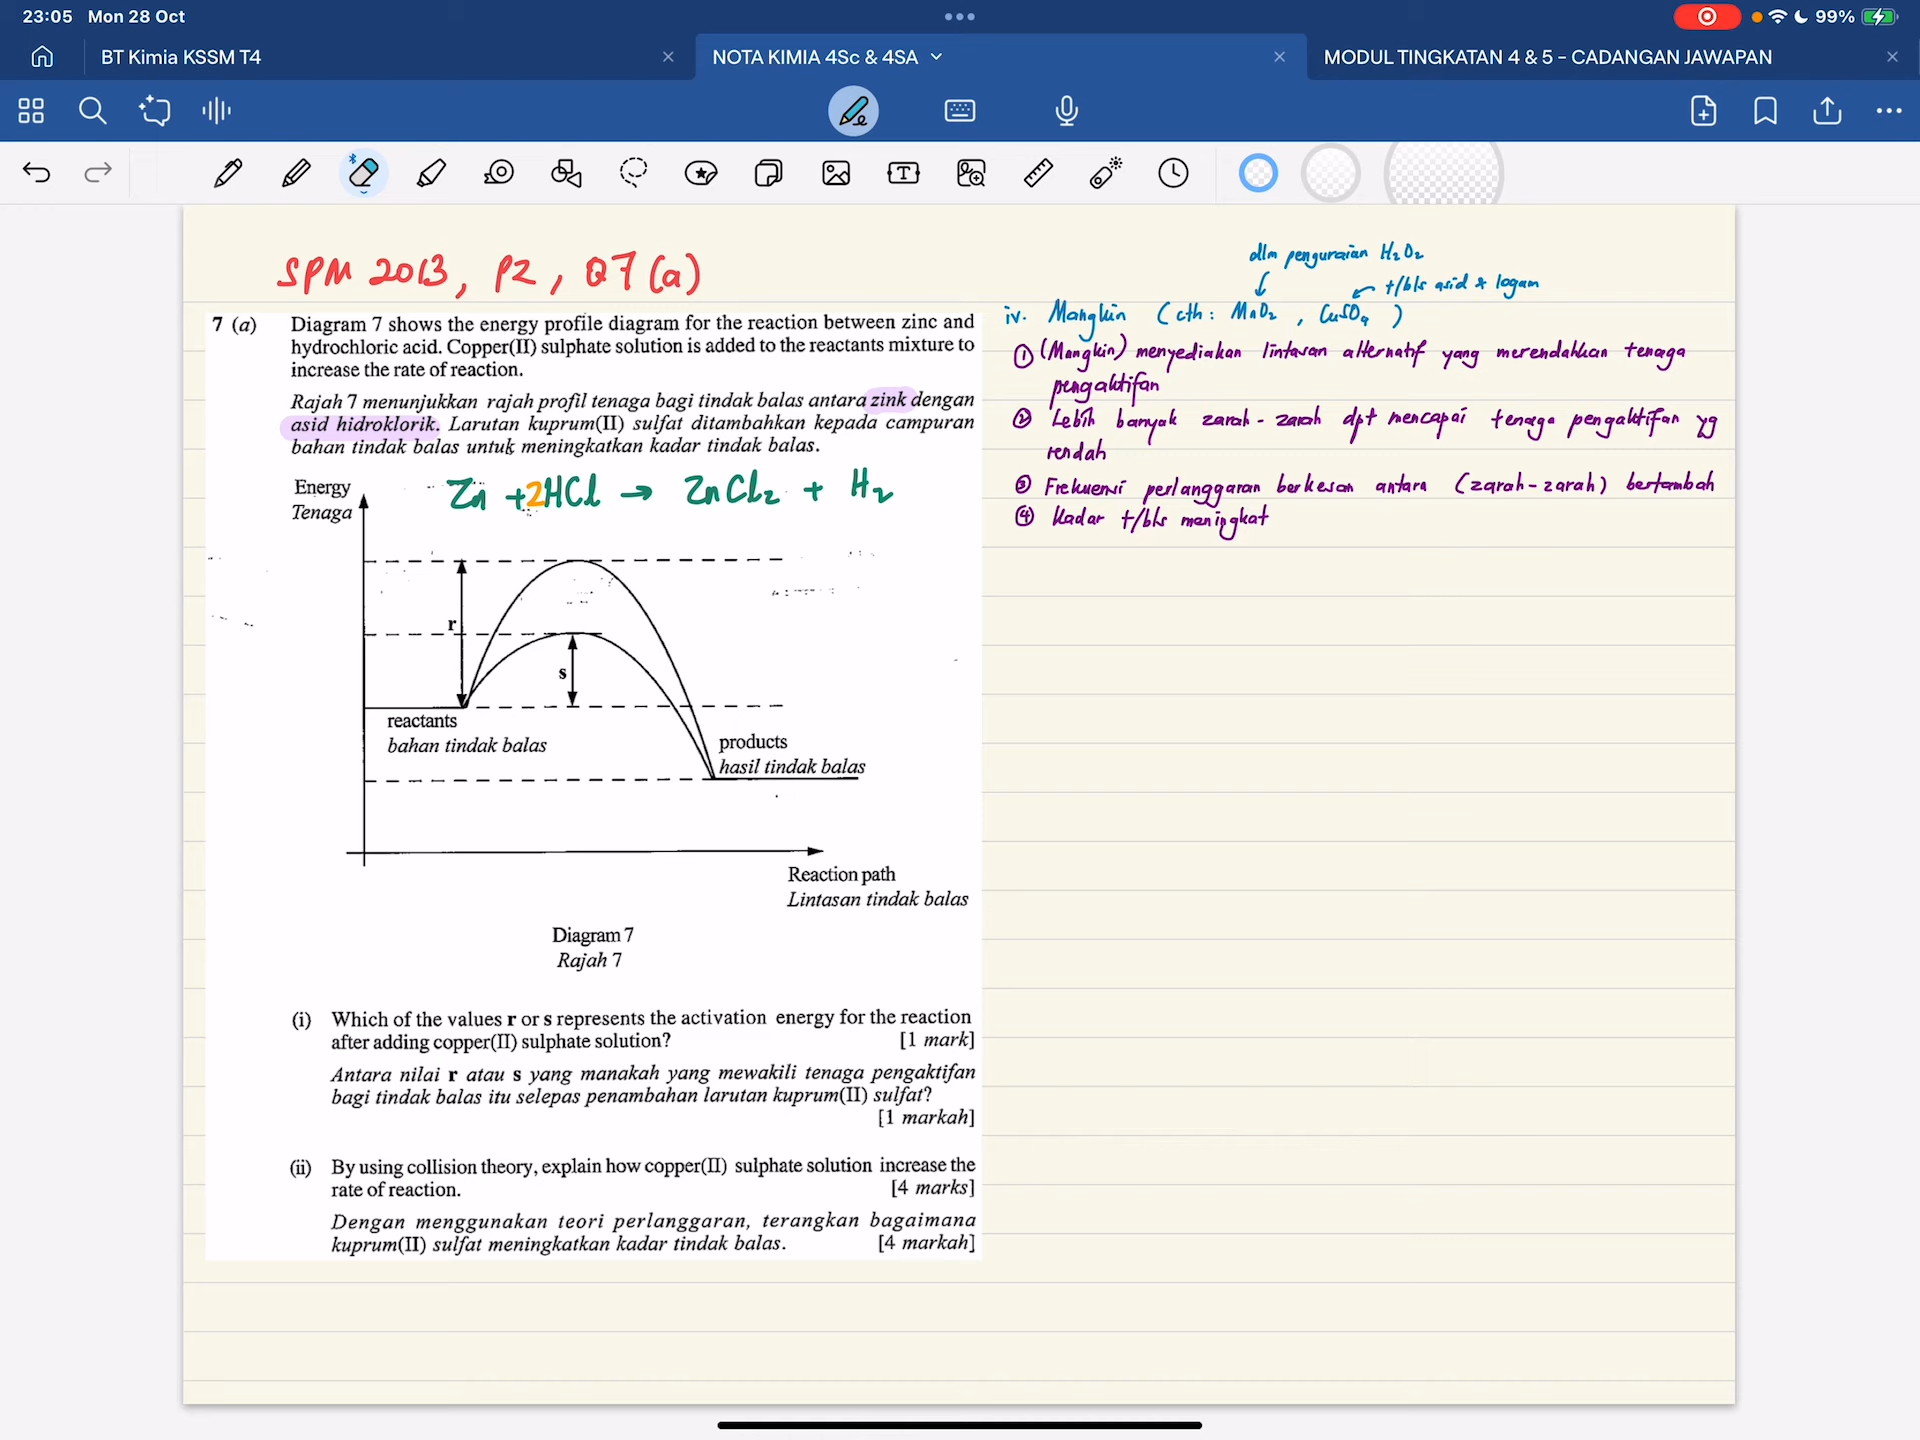 23:05 Mon 28 Oct
99%
BT Kimia KSSM T4
NOTA KIMIA 4Sc & 4SA
MODUL TINGKATAN 4 & 5 – CADANGAN JAWAPAN
SPM 2013, P2, Q7 (a)
7 (a) Diagram 7 shows the energy profile diagram for the reaction between zinc and
hydrochloric acid. Copper(II) sulphate solution is added to the reactants mixture to
increase the rate of reaction.
Rajah 7 menunjukkan rajah profil tenaga bagi tindak balas antara zink dengan
asid hidroklorik. Larutan kuprum(II) sulfat ditambahkan kepada campuran
bahan tindak balas untuk meningkatkan kadar tindak balas.
Energy
Tenaga
Zn + 2HCl → ZnCl₂ + H₂
r
s
reactants
bahan tindak balas
products
hasil tindak balas
Reaction path
Lintasan tindak balas
Diagram 7
Rajah 7
(i) Which of the values r or s represents the activation energy for the reaction
after adding copper(II) sulphate solution? [1 mark]
Antara nilai r atau s yang manakah yang mewakili tenaga pengaktifan
bagi tindak balas itu selepas penambahan larutan kuprum(II) sulfat?
[1 markah]
(ii) By using collision theory, explain how copper(II) sulphate solution increase the
rate of reaction. [4 marks]
Dengan menggunakan teori perlanggaran, terangkan bagaimana
kuprum(II) sulfat meningkatkan kadar tindak balas. [4 markah]
dlm penguraian H₂O₂
t/bls asid & logam
iv. Mangkin (cth: MnO₂, CuSO₄)
① (Mangkin) menyediakan lintasan alternatif yang merendahkan tenaga
pengaktifan
② Lebih banyak zarah-zarah dpt mencapai tenaga pengaktifan yg
rendah
③ Frekuensi perlanggaran berkesan antara (zarah-zarah) bertambah
④ Kadar t/bls meningkat